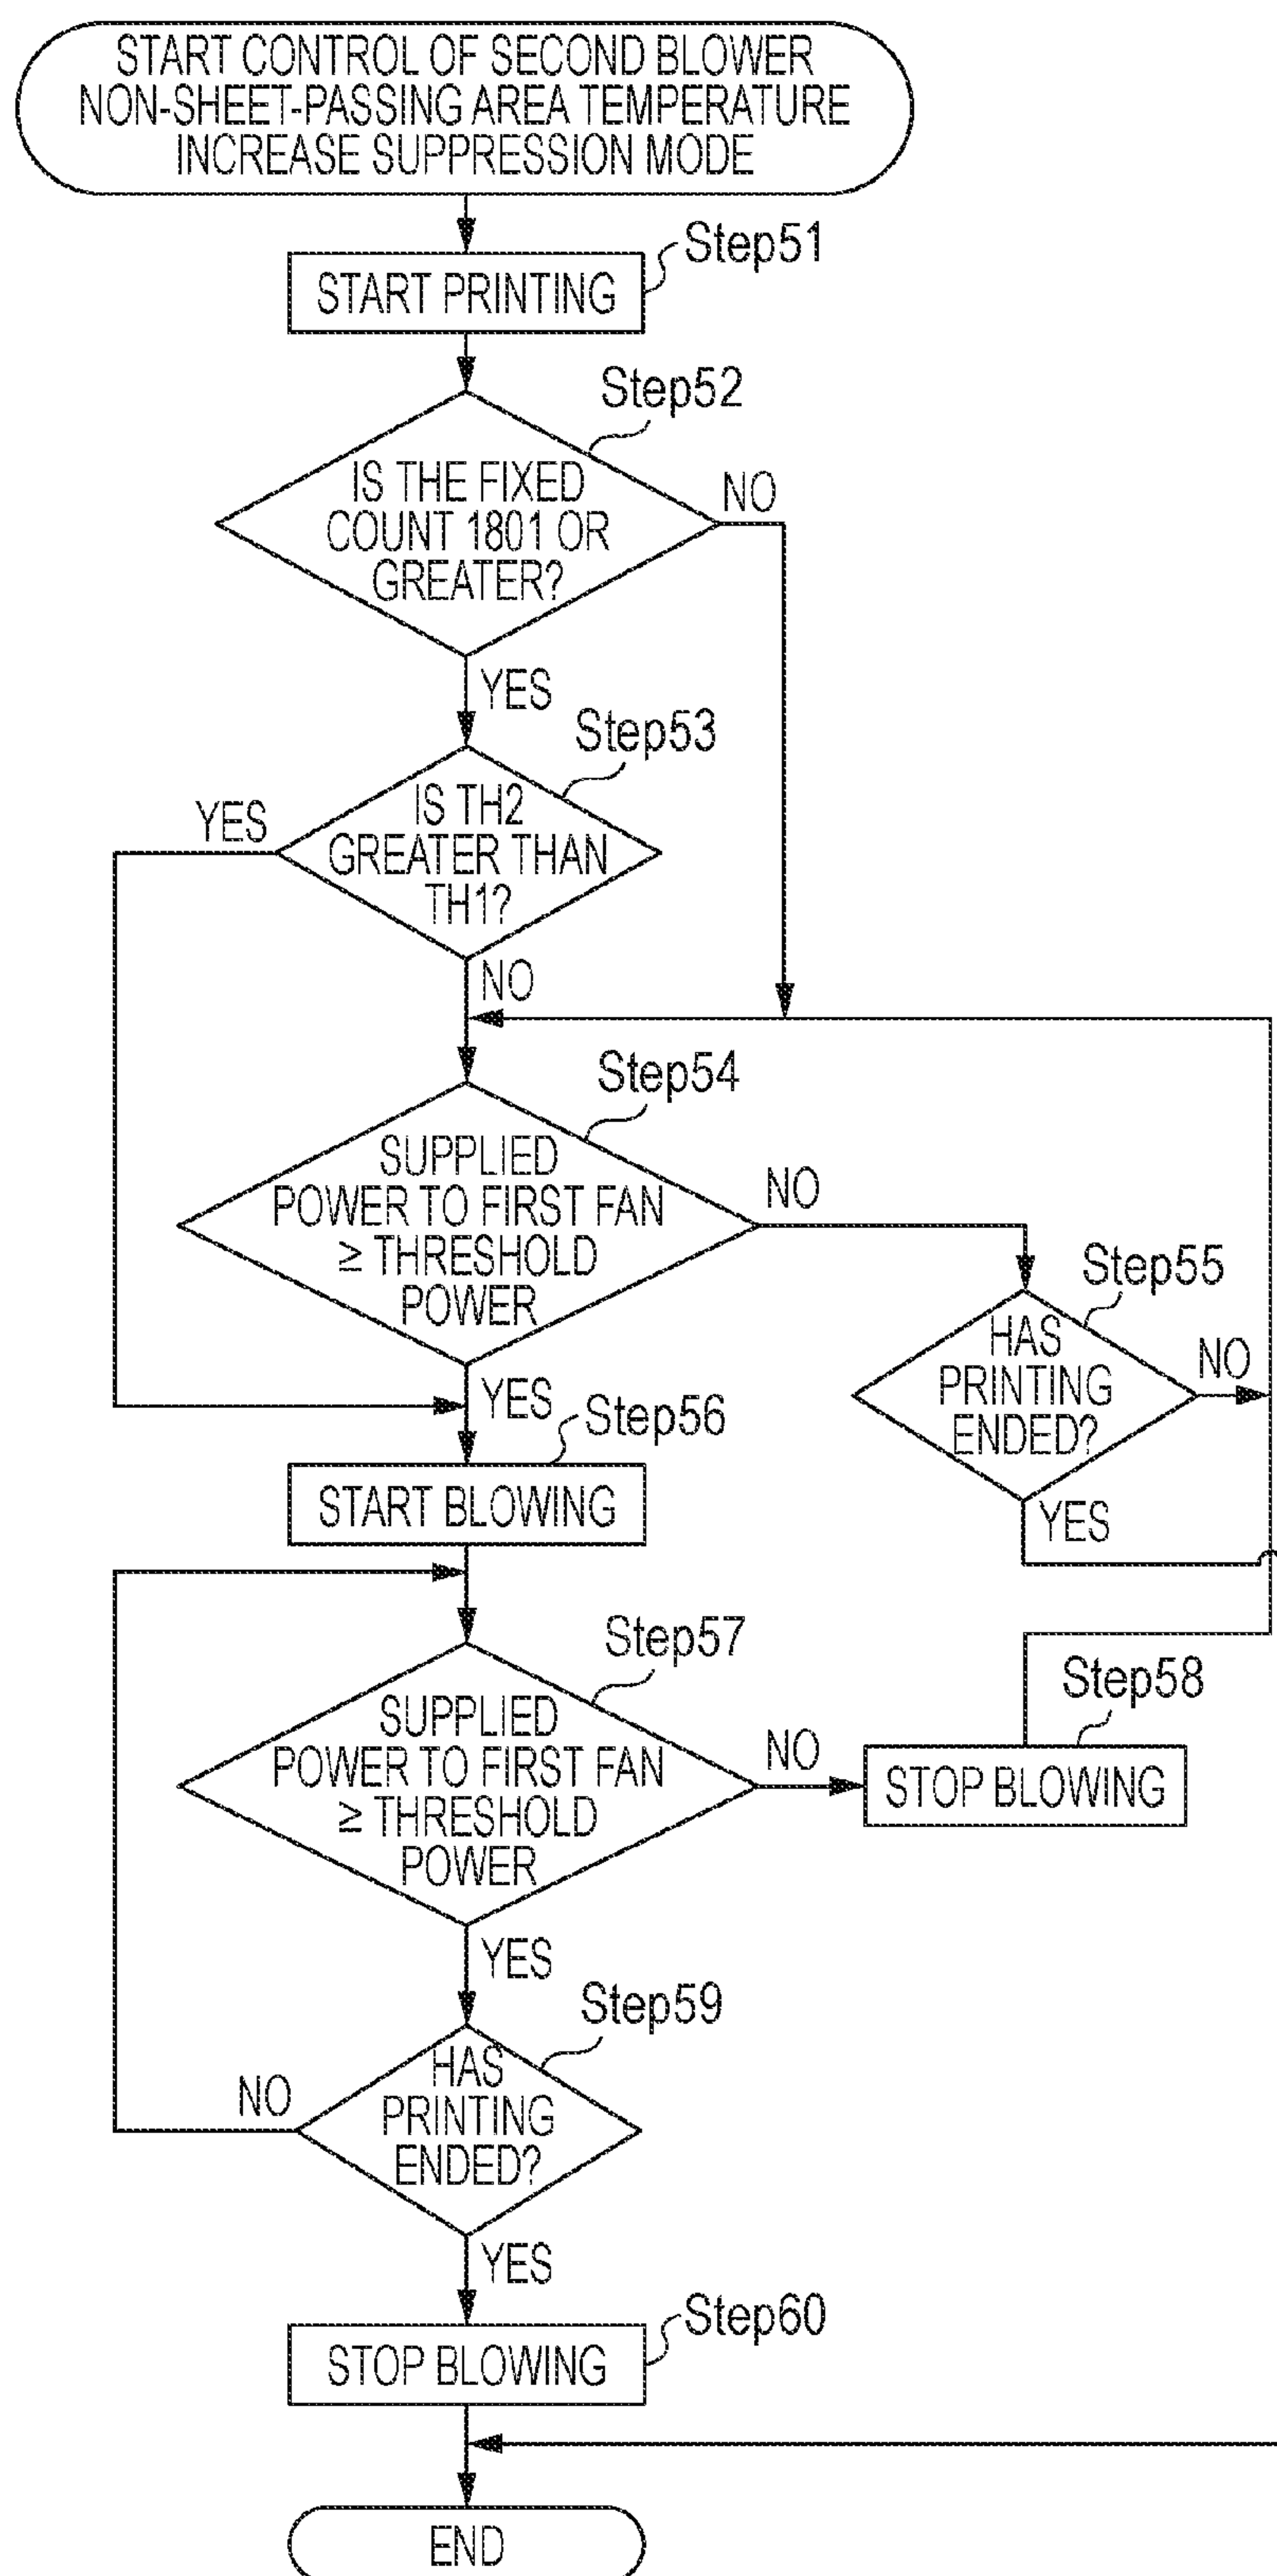 START CONTROL OF SECOND BLOWER
NON-SHEET-PASSING AREA TEMPERATURE
INCREASE SUPPRESSION MODE
Step51
START PRINTING
Step52
IS THE FIXED
COUNT 1801 OR
GREATER?
NO
YES
Step53
YES
IS TH2
GREATER THAN
TH1?
NO
Step54
SUPPLIED
POWER TO FIRST FAN
≥ THRESHOLD
POWER
NO
Step55
HAS
PRINTING
ENDED?
NO
YES
YES
Step56
START BLOWING
Step57
SUPPLIED
POWER TO FIRST FAN
≥ THRESHOLD
POWER
NO
Step58
STOP BLOWING
YES
Step59
HAS
PRINTING
ENDED?
NO
YES
Step60
STOP BLOWING
END